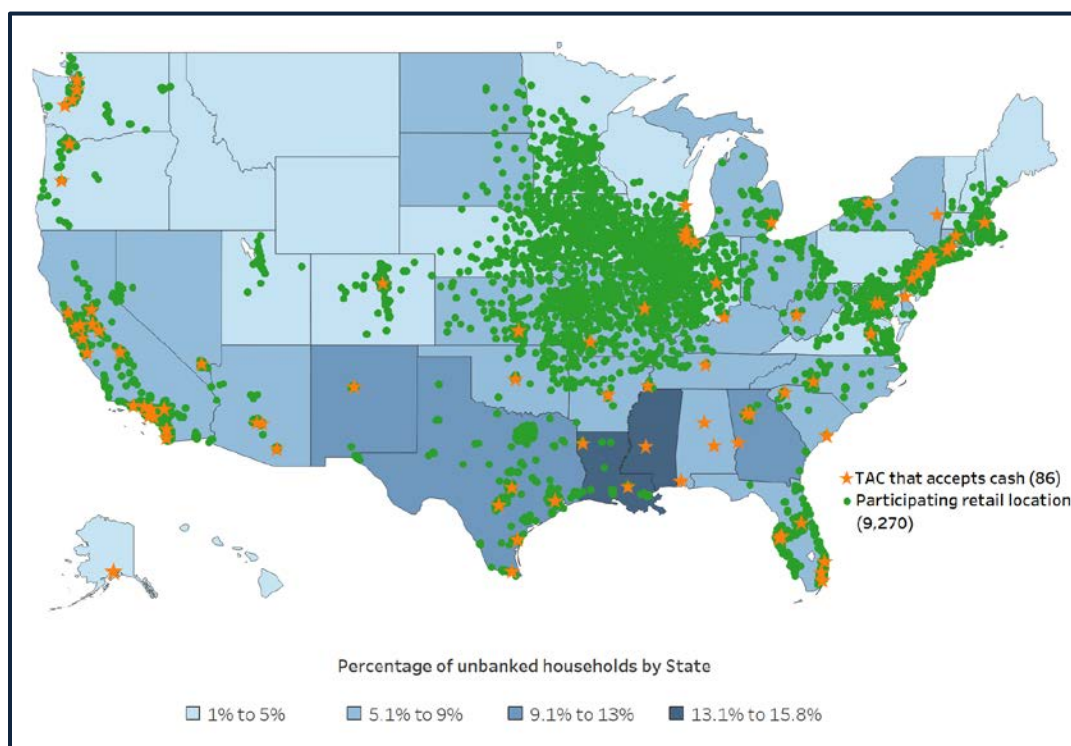 TAC that accepts cash (86)
Participating retail location
(9,270)
Percentage of unbanked households by State
1% to 5% 5.1% to 9% 9.1% to 13% 13.1% to 15.8%